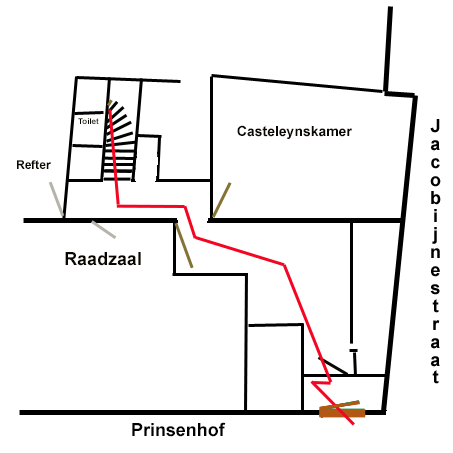 Toilet
Casteleynskamer
Refter
Raadzaal
Jacobijnestraat
Prinsenhof